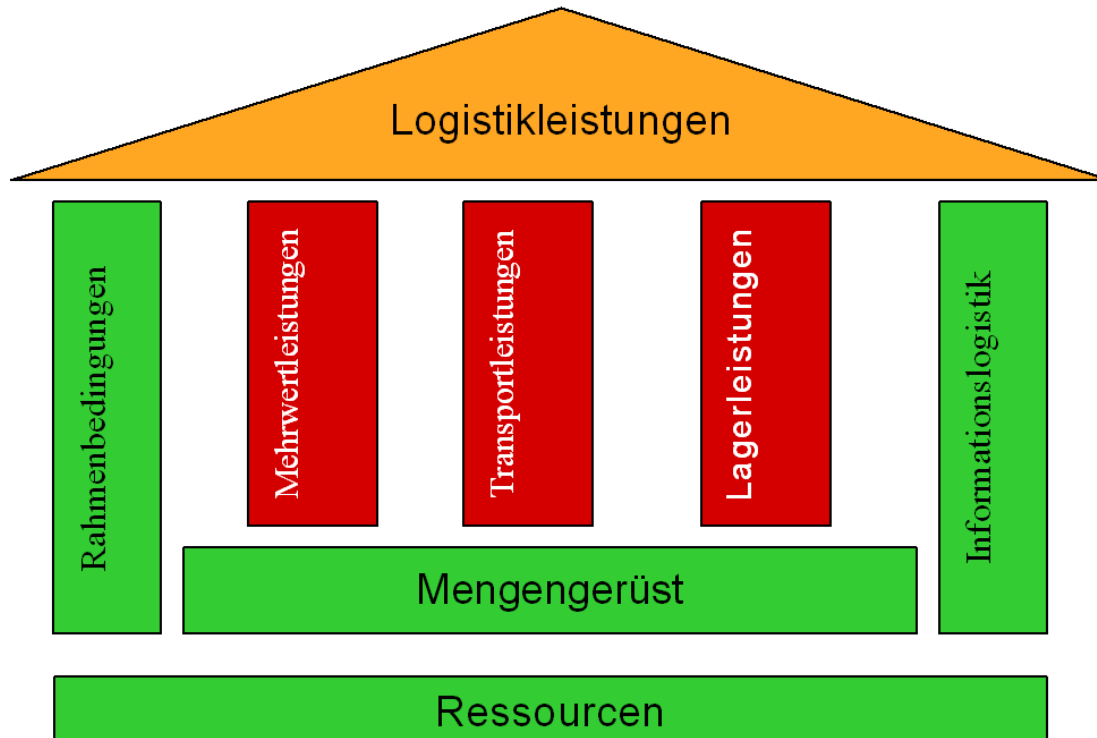 Logistikleistungen
Rahmenbedingungen
Mehrwertleistungen
Transportleistungen
Lagerleistungen
Informationslogistik
Mengengerüst
Ressourcen